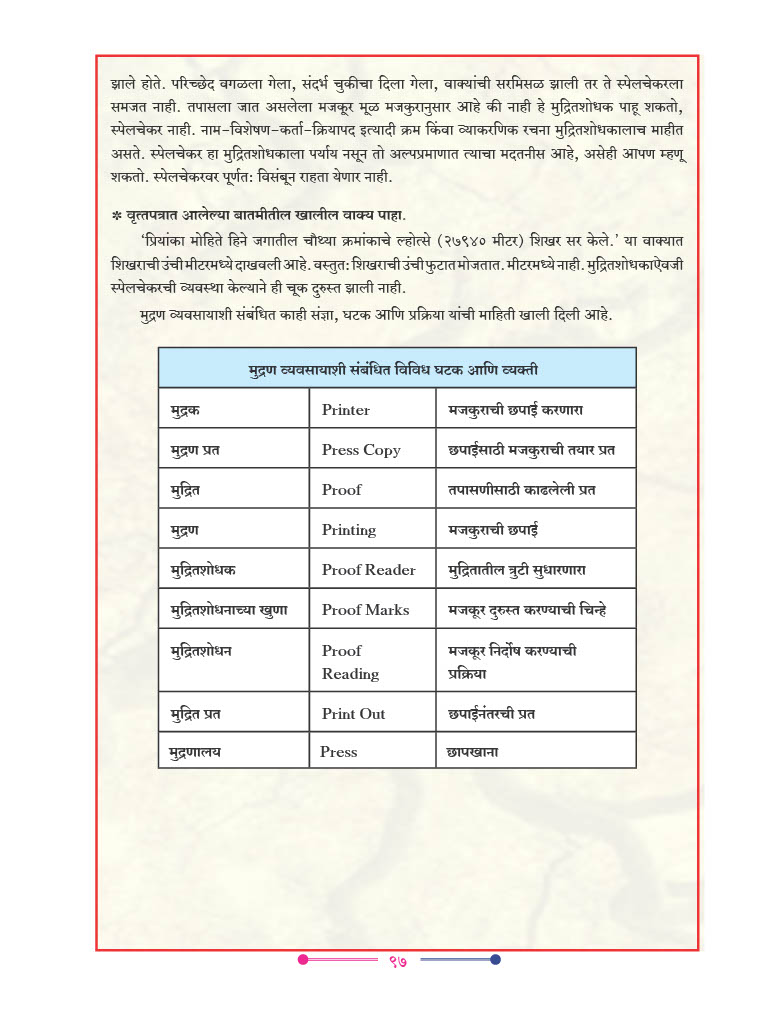 झाले होते. परिच्छेद वगळला गेला, संदर्भ चुकीचा दिला गेला, वाक्यांची सरमिसळ झाली तर ते स्पेलचेकरला
समजत नाही. तपासला जात असलेला मजकूर मूळ मजकुरानुसार आहे की नाही हे मुद्रितशोधक पाहू शकतो,
स्पेलचेकर नाही. नाम-विशेषण-कर्ता-क्रियापद इत्यादी क्रम किंवा व्याकरणिक रचना मुद्रितशोधकालाच माहीत
असते. स्पेलचेकर हा मुद्रितशोधकाला पर्याय नसून तो अल्पप्रमाणात त्याचा मदतनीस आहे, असेही आपण म्हणू
शकतो. स्पेलचेकरवर पूर्णत: विसंबून राहता येणार नाही.
* वृत्तपत्रात आलेल्या बातमीतील खालील वाक्य पाहा.
‘प्रियांका मोहिते हिने जगातील चौथ्या क्रमांकाचे ल्होत्से (२७९४० मीटर) शिखर सर केले.’ या वाक्यात
शिखराची उंची मीटरमध्ये दाखवली आहे. वस्तुत: शिखराची उंची फुटात मोजतात. मीटरमध्ये नाही. मुद्रितशोधकाऐवजी
स्पेलचेकरची व्यवस्था केल्याने ही चूक दुरुस्त झाली नाही.
मुद्रण व्यवसायाशी संबंधित काही संज्ञा, घटक आणि प्रक्रिया यांची माहिती खाली दिली आहे.
मुद्रण व्यवसायाशी संबंधित विविध घटक आणि व्यक्ती
मुद्रक Printer मजकुराची छपाई करणारा
मुद्रण प्रत Press Copy छपाईसाठी मजकुराची तयार प्रत
मुद्रित Proof तपासणीसाठी काढलेली प्रत
मुद्रण Printing मजकुराची छपाई
मुद्रितशोधक Proof Reader मुद्रितातील त्रुटी सुधारणारा
मुद्रितशोधनाच्या खुणा Proof Marks मजकूर दुरुस्त करण्याची चिन्हे
मुद्रितशोधन Proof मजकूर निर्दोष करण्याची
Reading प्रक्रिया
मुद्रित प्रत Print Out छपाईनंतरची प्रत
मुद्रणालय Press छापखाना
९७